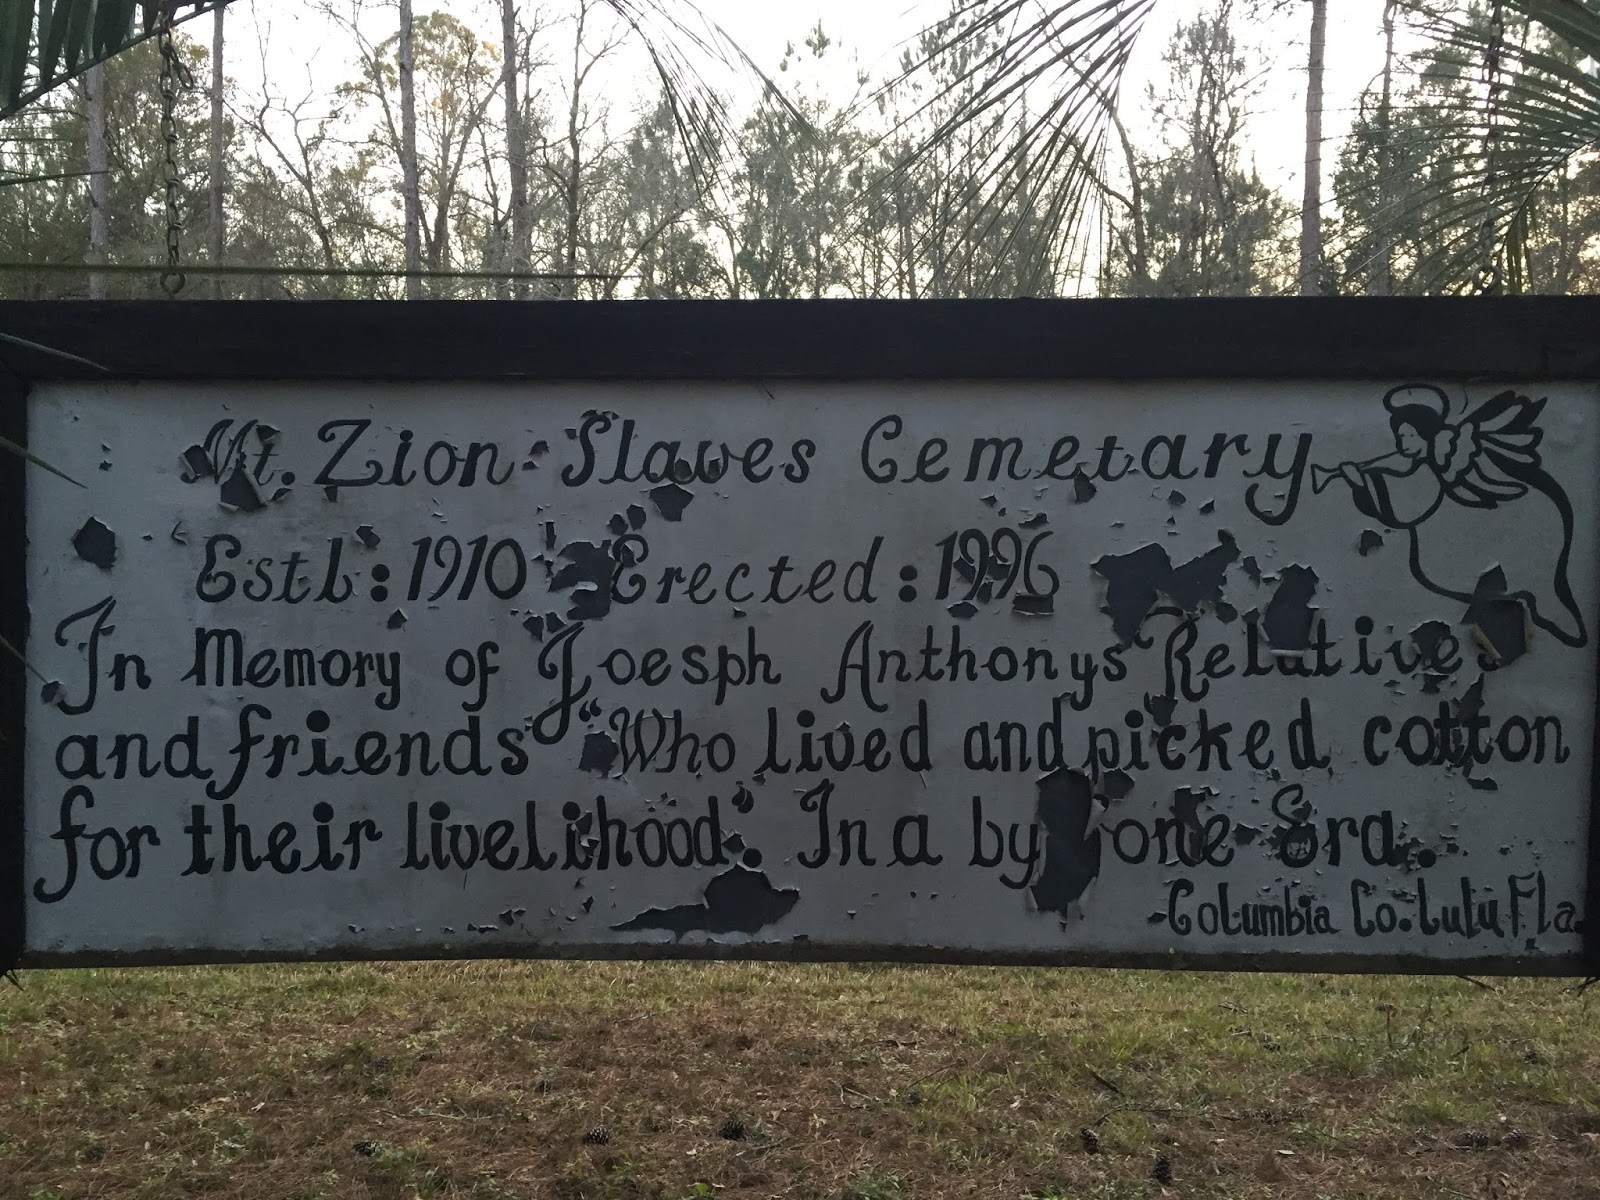 Mt. Zion Slaves Cemetary
Estb: 1910 Erected: 1996
In Memory of Joesph Anthonys Relatives
and friends "Who lived and picked cotton
for their livelihood". In a by gone Era.
Columbia Co. Lulu Fla.